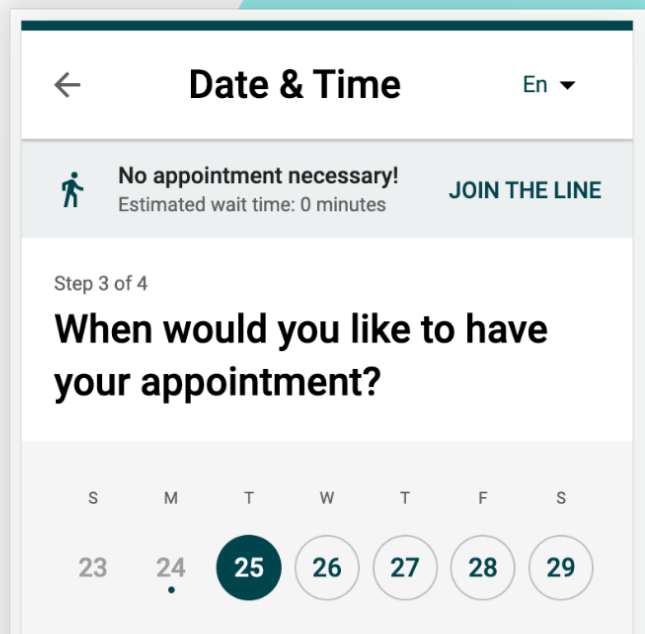 Date & Time
En
No appointment necessary!
Estimated wait time: 0 minutes
JOIN THE LINE
Step 3 of 4
When would you like to have
your appointment?
S M T W T F S
23 24 25 26 27 28 29